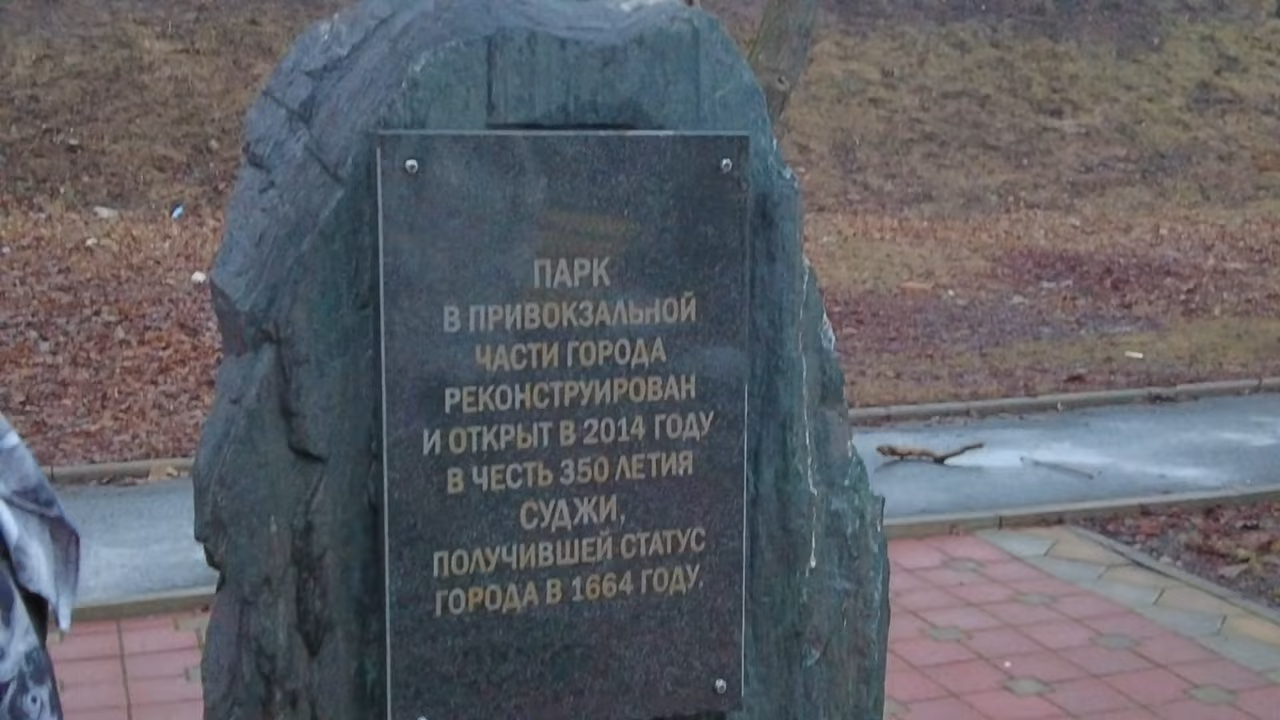 ПАРК
В ПРИВОКЗАЛЬНОЙ
ЧАСТИ ГОРОДА
РЕКОНСТРУИРОВАН
И ОТКРЫТ В 2014 ГОДУ
В ЧЕСТЬ 350 ЛЕТИЯ
СУДЖИ,
ПОЛУЧИВШЕЙ СТАТУС
ГОРОДА В 1664 ГОДУ.